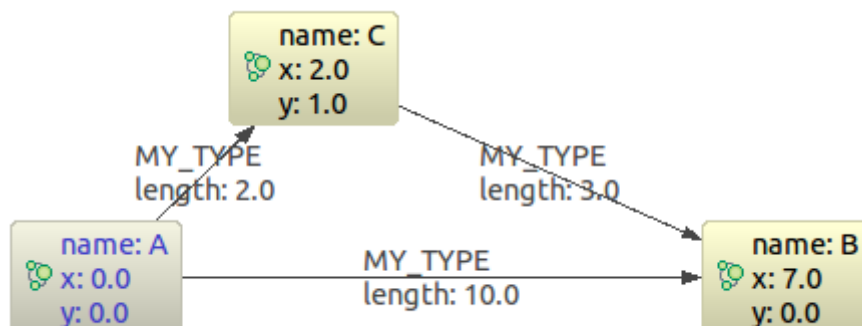 name: C
x: 2.0
y: 1.0
MY_TYPE
length: 2.0
MY_TYPE
length: 3.0
name: A
x: 0.0
y: 0.0
MY_TYPE
length: 10.0
name: B
x: 7.0
y: 0.0